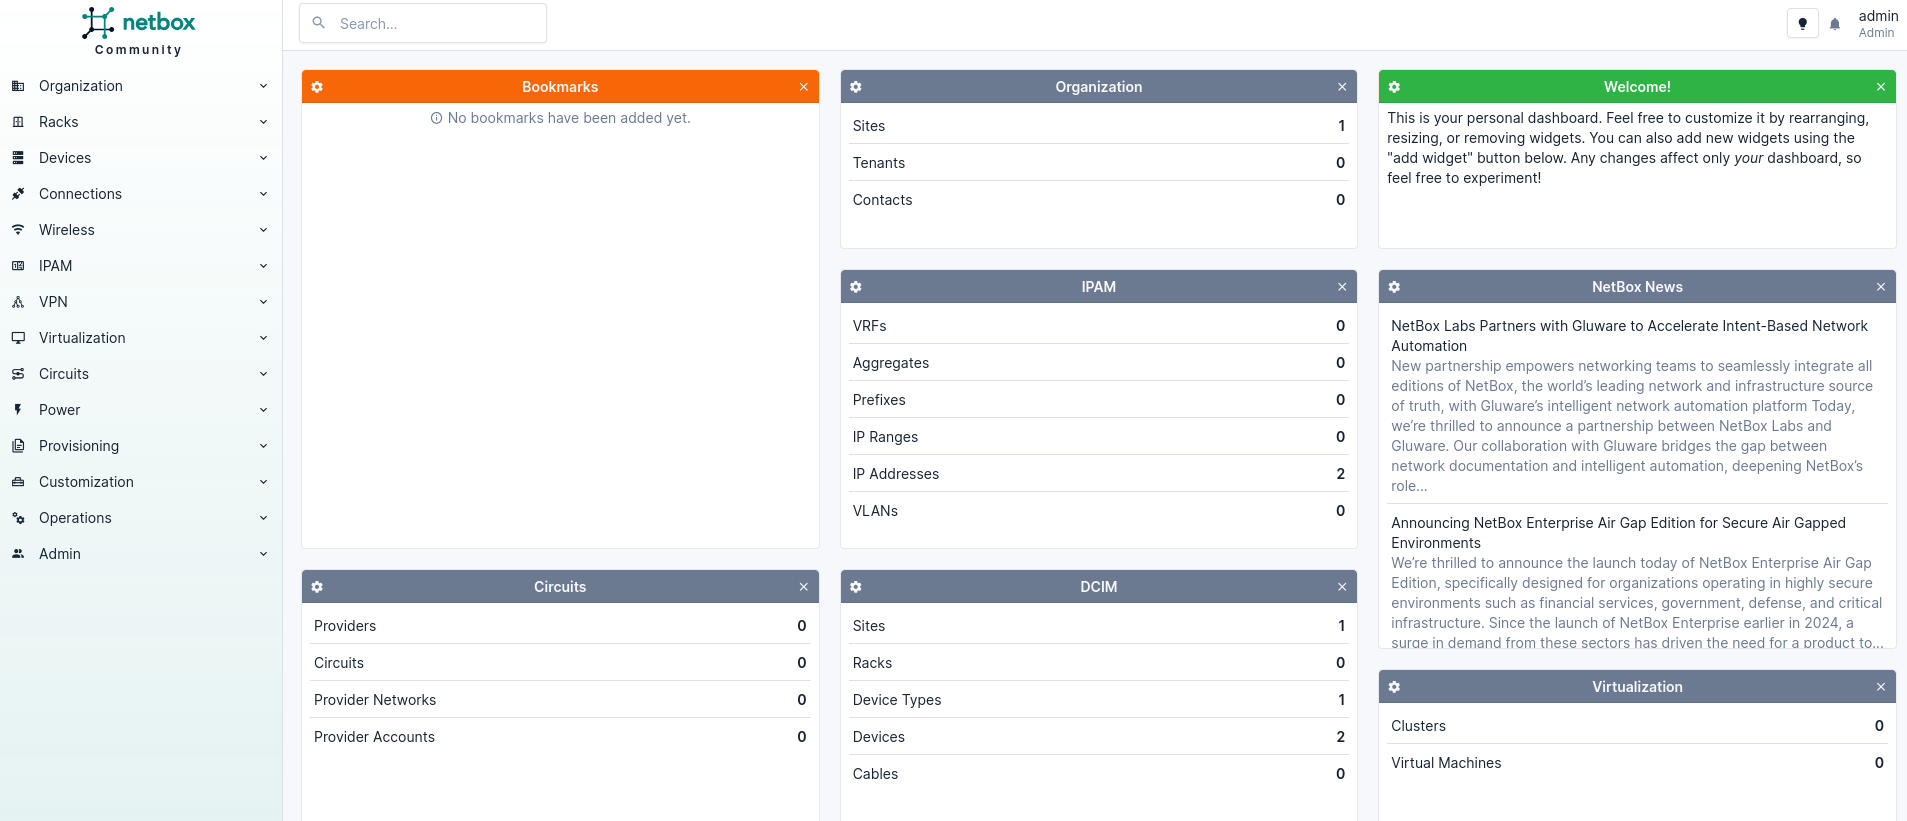 netbox
Community
Search...
admin
Admin
Organization
Racks
Devices
Connections
Wireless
IPAM
VPN
Virtualization
Circuits
Power
Provisioning
Customization
Operations
Admin
Bookmarks
No bookmarks have been added yet.
Organization
Sites 1
Tenants 0
Contacts 0
Welcome!
This is your personal dashboard. Feel free to customize it by rearranging,
resizing, or removing widgets. You can also add new widgets using the
"add widget" button below. Any changes affect only your dashboard, so
feel free to experiment!
IPAM
VRFs 0
Aggregates 0
Prefixes 0
IP Ranges 0
IP Addresses 2
VLANs 0
NetBox News
NetBox Labs Partners with Gluware to Accelerate Intent-Based Network
Automation
New partnership empowers networking teams to seamlessly integrate all
editions of NetBox, the world’s leading network and infrastructure source
of truth, with Gluware’s intelligent network automation platform Today,
we’re thrilled to announce a partnership between NetBox Labs and
Gluware. Our collaboration with Gluware bridges the gap between
network documentation and intelligent automation, deepening NetBox’s
role...
Announcing NetBox Enterprise Air Gap Edition for Secure Air Gapped
Environments
We’re thrilled to announce the launch today of NetBox Enterprise Air Gap
Edition, specifically designed for organizations operating in highly secure
environments such as financial services, government, defense, and critical
infrastructure. Since the launch of NetBox Enterprise earlier in 2024, a
surge in demand from these sectors has driven the need for a product to...
Circuits
Providers 0
Circuits 0
Provider Networks 0
Provider Accounts 0
DCIM
Sites 1
Racks 0
Device Types 1
Devices 2
Cables 0
Virtualization
Clusters 0
Virtual Machines 0